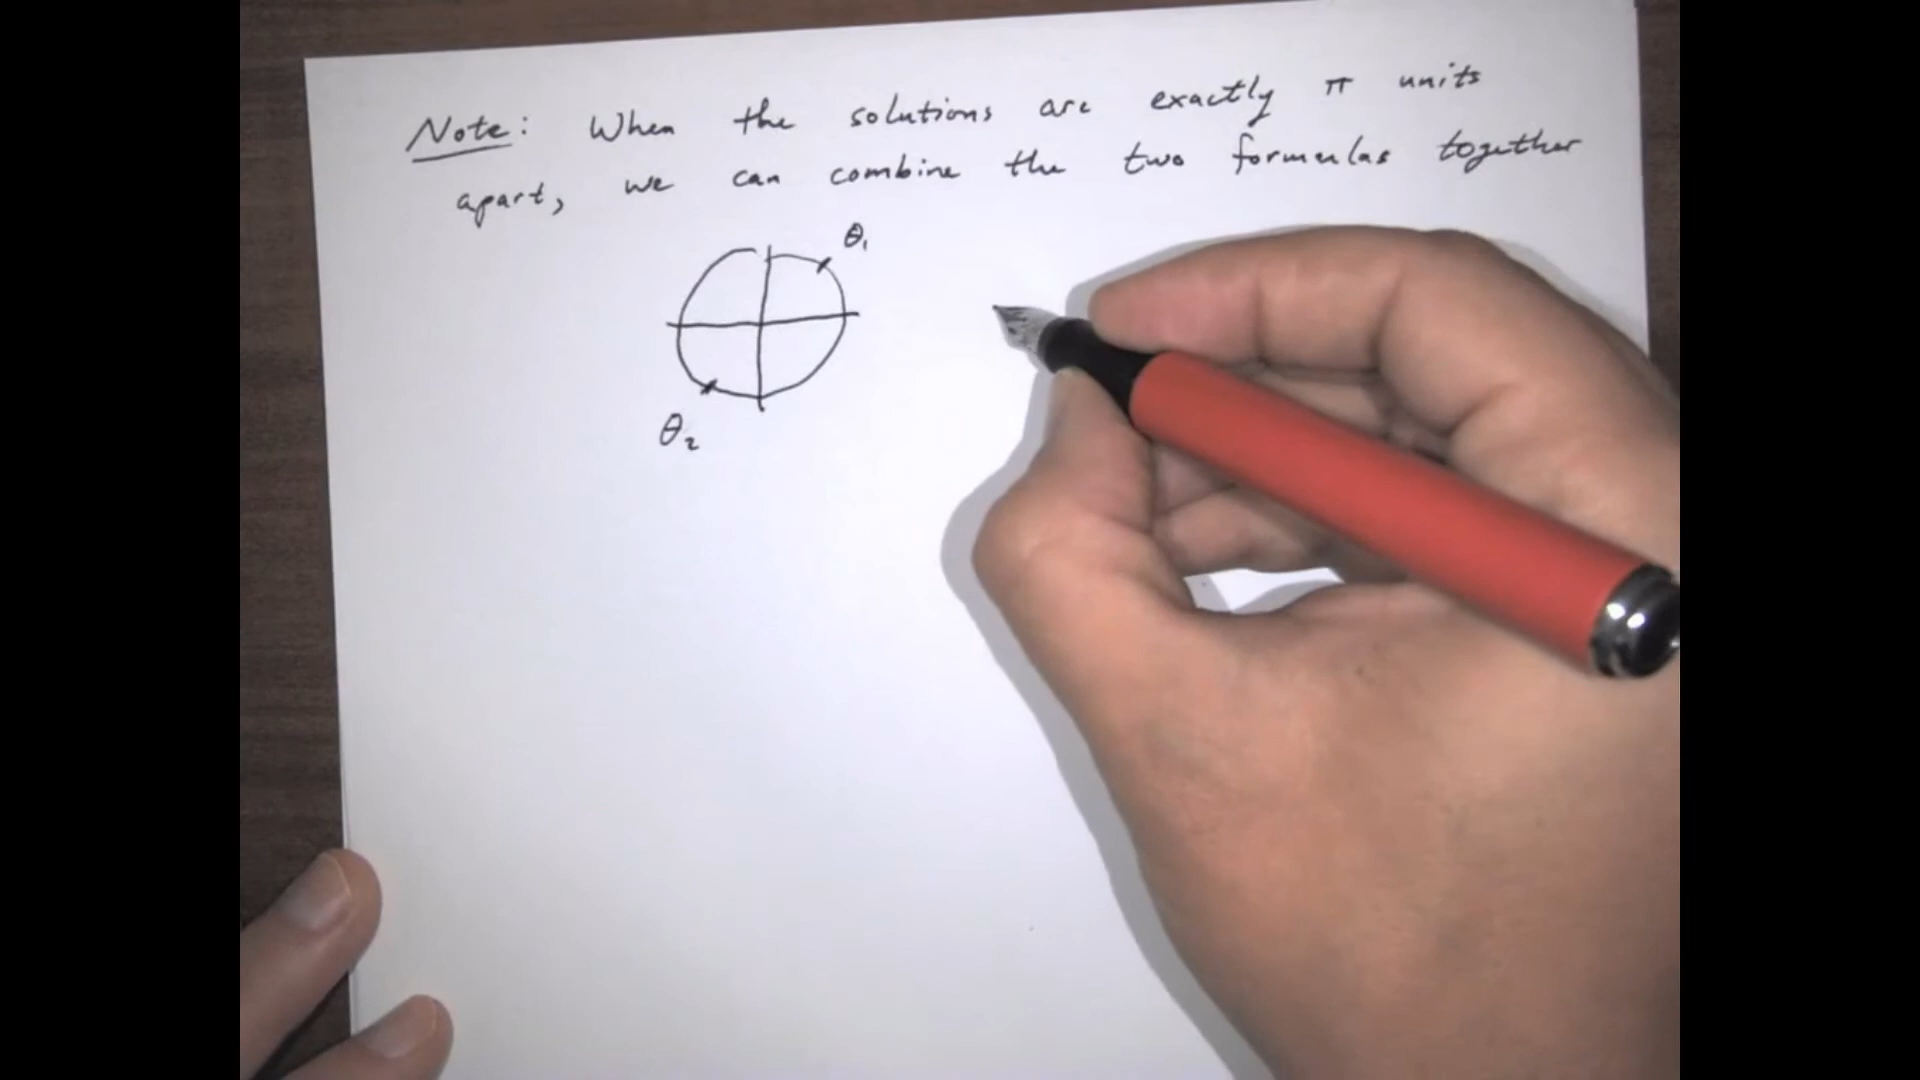 Note: When the solutions are exactly π units
apart, we can combine the two formulas together
θ₁
θ₂